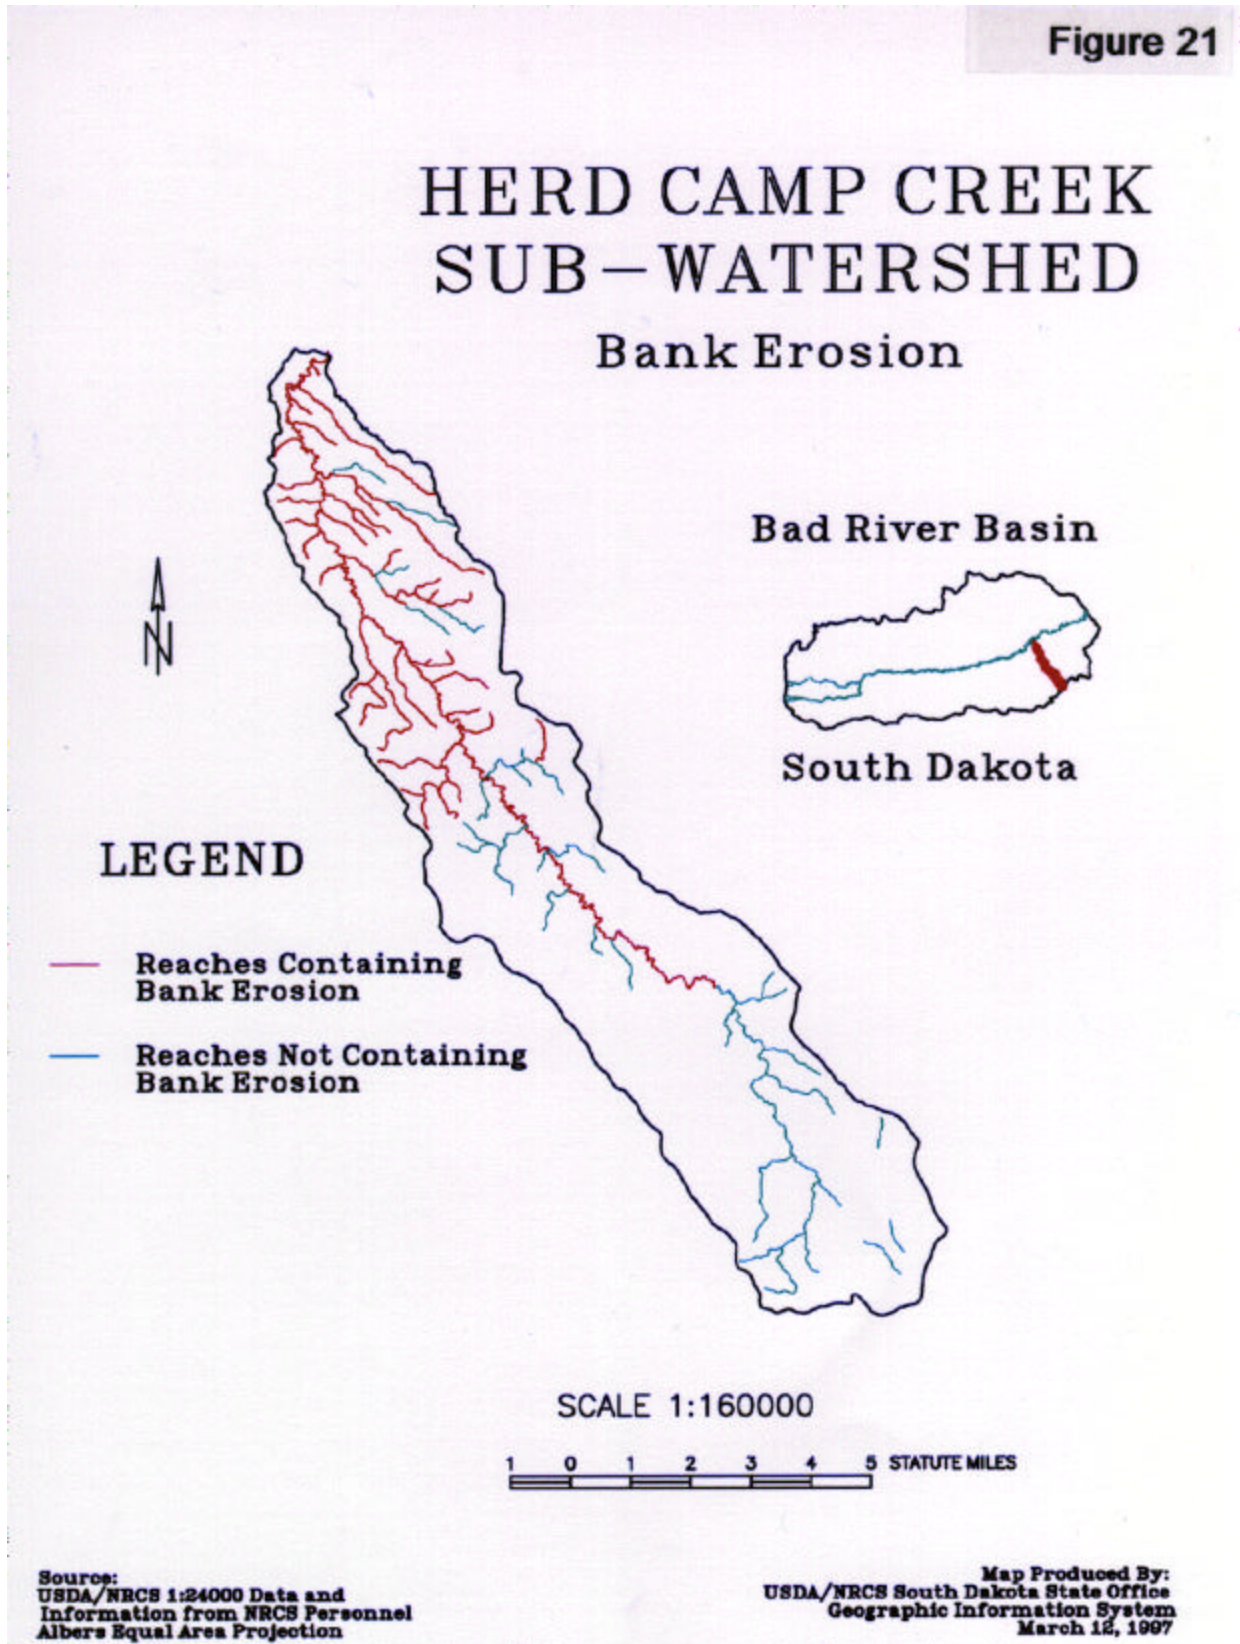 Figure 21
HERD CAMP CREEK
SUB-WATERSHED
Bank Erosion
Bad River Basin
N
South Dakota
LEGEND
Reaches Containing
Bank Erosion
Reaches Not Containing
Bank Erosion
SCALE 1:160000
1 0 1 2 3 4 5 STATUTE MILES
Source:
USDA/NRCS 1:24000 Data and
Information from NRCS Personnel
Albers Equal Area Projection
Map Produced By:
USDA/NRCS South Dakota State Office
Geographic Information System
March 12, 1997